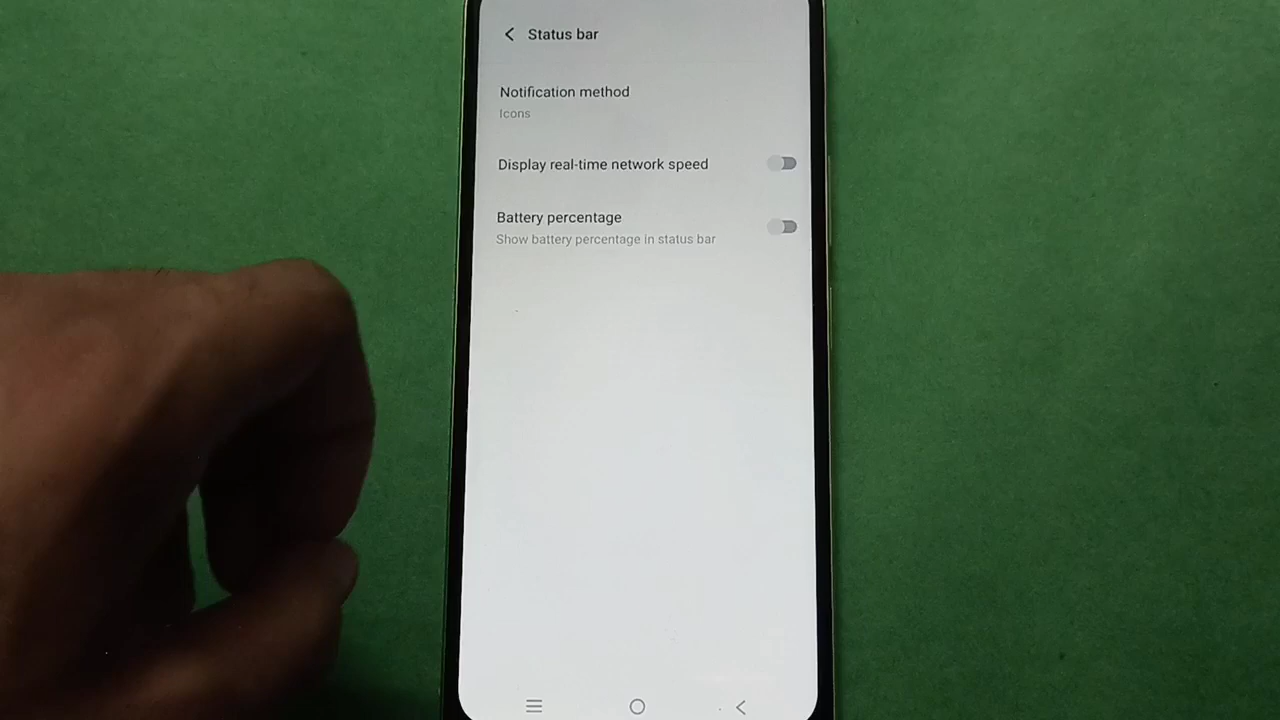 Status bar
Notification method
Icons
Display real-time network speed
Battery percentage
Show battery percentage in status bar